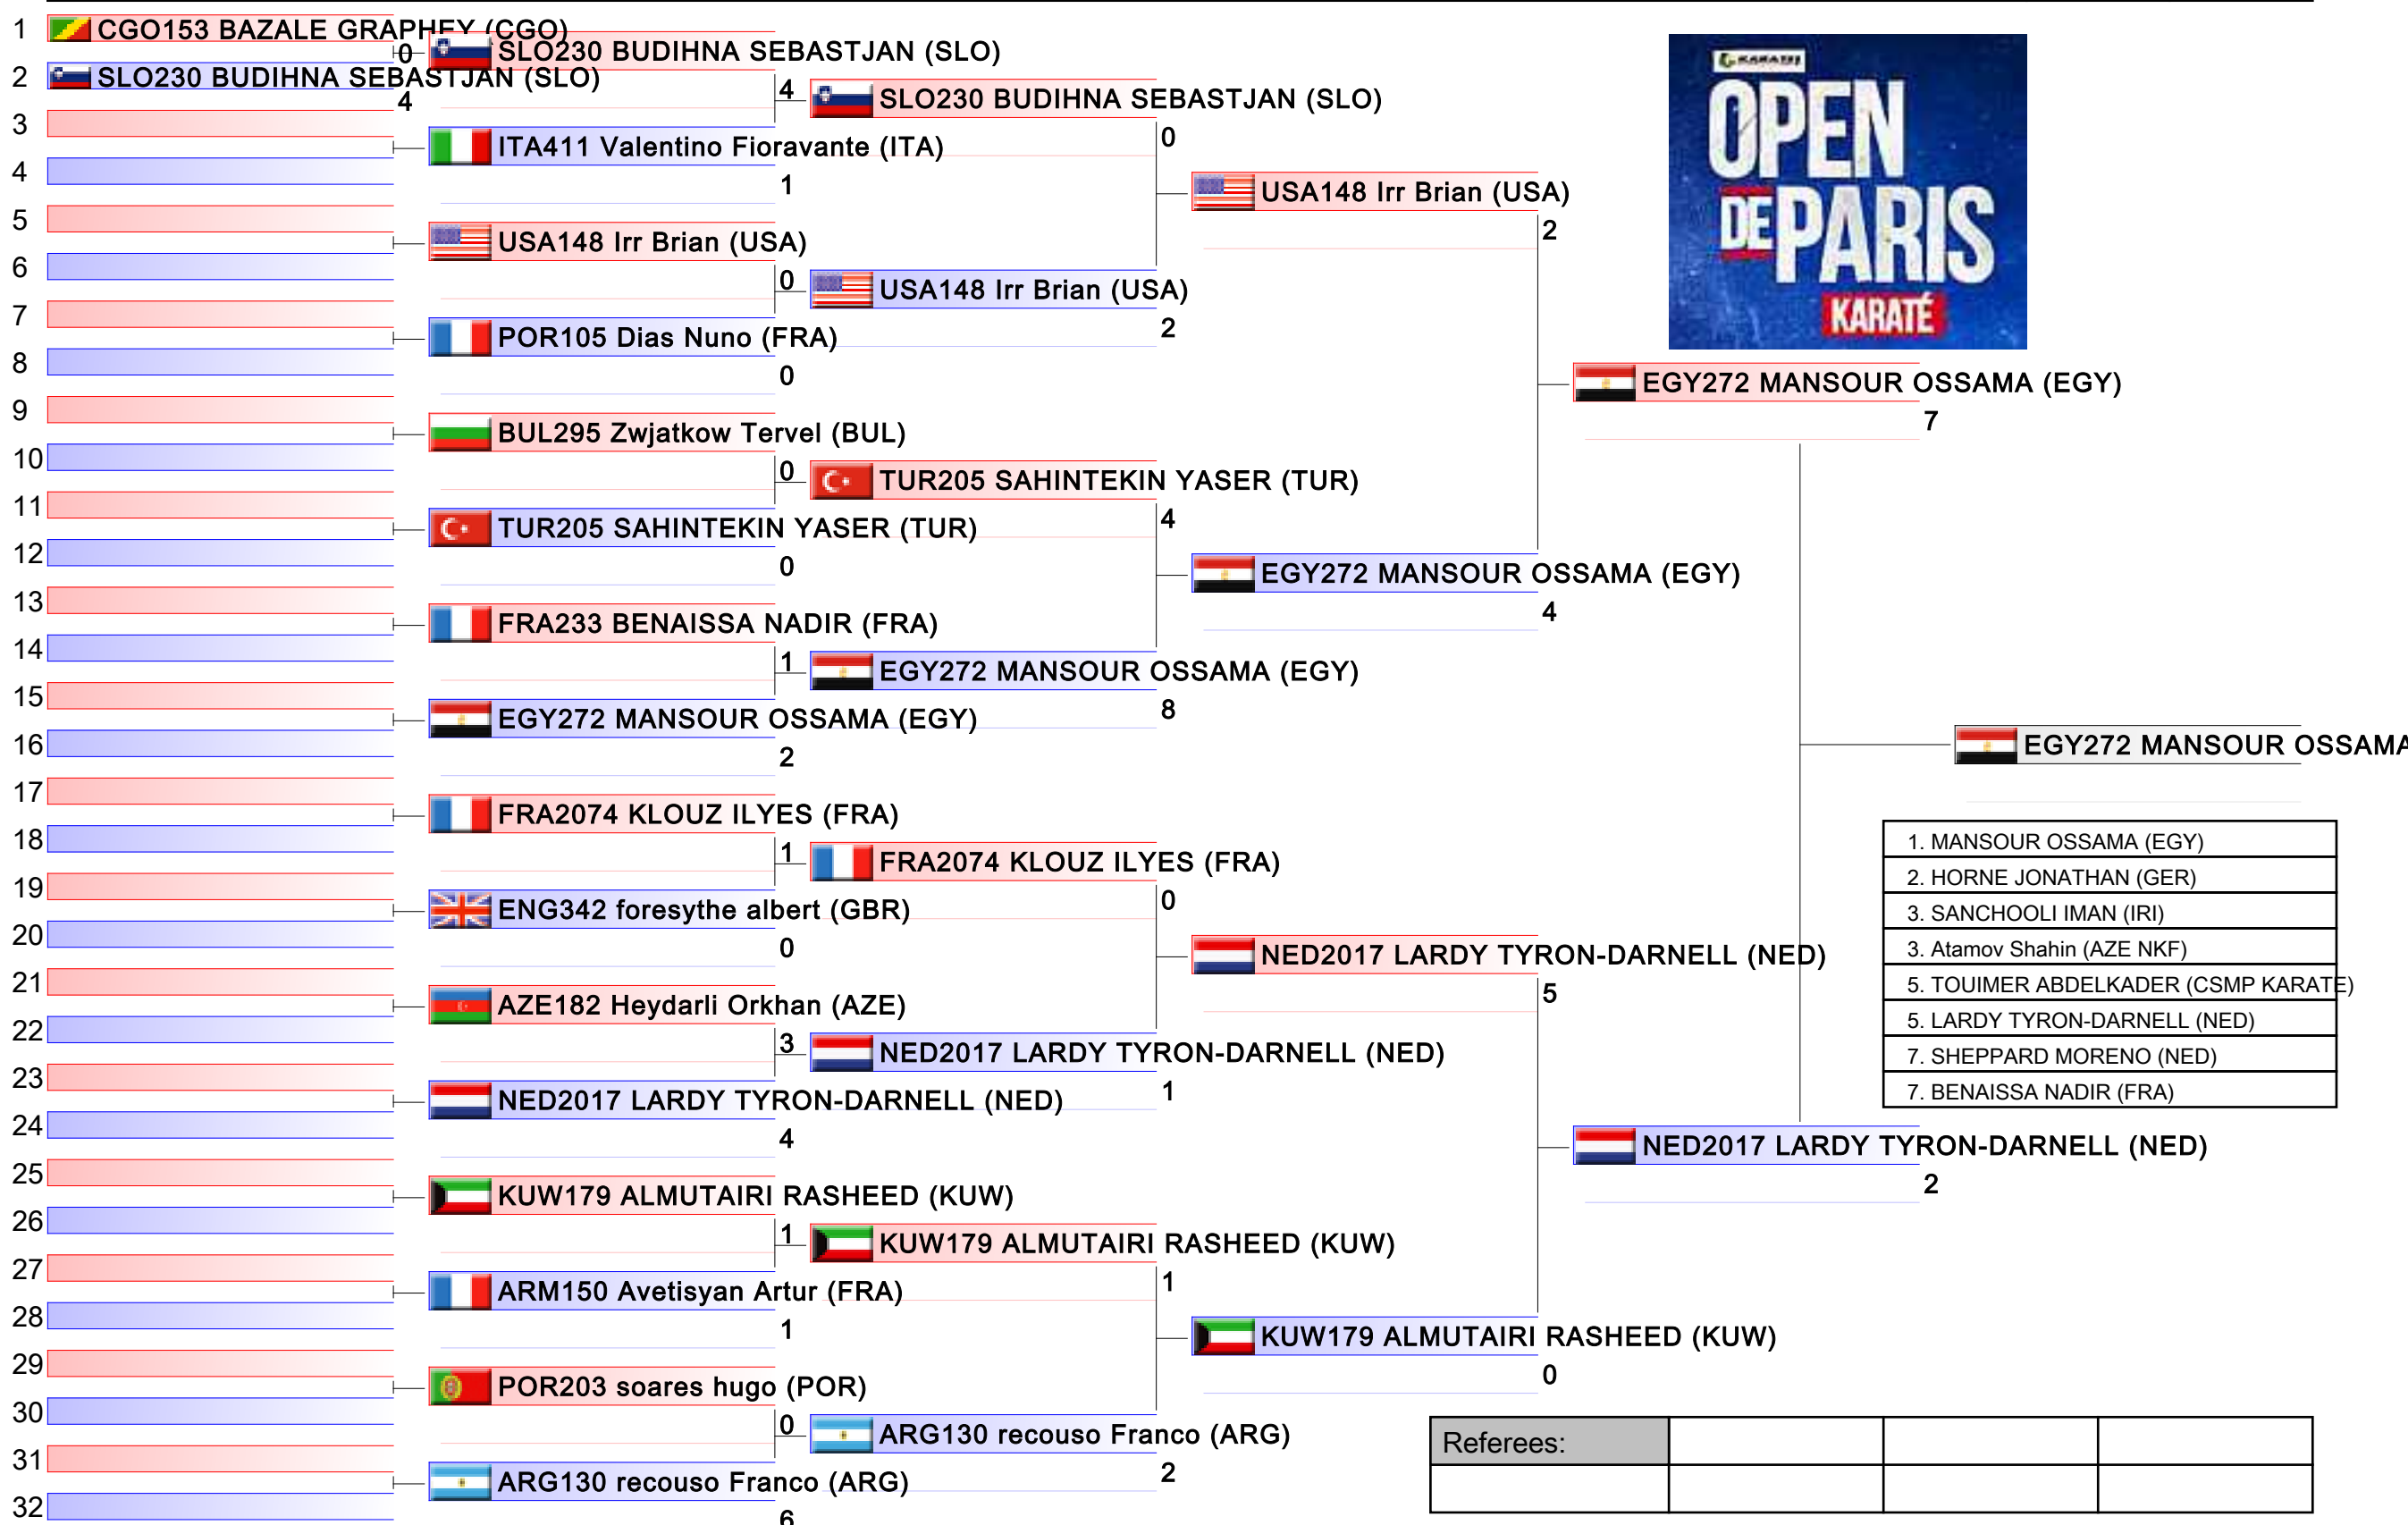 1 CGO153 BAZALE GRAPHEY (CGO)
0
2 SLO230 BUDIHNA SEBASTJAN (SLO)
4
3
4
5
6
7
8
9
10
11
12
13
14
15
16
17
18
19
20
21
22
23
24
25
26
27
28
29
30
31
32
SLO230 BUDIHNA SEBASTJAN (SLO)
4
ITA411 Valentino Fioravante (ITA)
1
USA148 Irr Brian (USA)
0
POR105 Dias Nuno (FRA)
0
BUL295 Zwjatkow Tervel (BUL)
0
TUR205 SAHINTEKIN YASER (TUR)
0
FRA233 BENAISSA NADIR (FRA)
1
EGY272 MANSOUR OSSAMA (EGY)
2
FRA2074 KLOUZ ILYES (FRA)
1
ENG342 foresythe albert (GBR)
0
AZE182 Heydarli Orkhan (AZE)
3
NED2017 LARDY TYRON-DARNELL (NED)
4
KUW179 ALMUTAIRI RASHEED (KUW)
1
ARM150 Avetisyan Artur (FRA)
1
POR203 soares hugo (POR)
0
ARG130 recouso Franco (ARG)
6
SLO230 BUDIHNA SEBASTJAN (SLO)
0
USA148 Irr Brian (USA)
2
TUR205 SAHINTEKIN YASER (TUR)
4
EGY272 MANSOUR OSSAMA (EGY)
8
FRA2074 KLOUZ ILYES (FRA)
0
NED2017 LARDY TYRON-DARNELL (NED)
1
KUW179 ALMUTAIRI RASHEED (KUW)
1
ARG130 recouso Franco (ARG)
2
USA148 Irr Brian (USA)
2
EGY272 MANSOUR OSSAMA (EGY)
4
NED2017 LARDY TYRON-DARNELL (NED)
5
KUW179 ALMUTAIRI RASHEED (KUW)
0
KARATE
OPEN
DE PARIS
KARATÉ
EGY272 MANSOUR OSSAMA (EGY)
7
NED2017 LARDY TYRON-DARNELL (NED)
2
EGY272 MANSOUR OSSAMA
1. MANSOUR OSSAMA (EGY)
2. HORNE JONATHAN (GER)
3. SANCHOOLI IMAN (IRI)
3. Atamov Shahin (AZE NKF)
5. TOUIMER ABDELKADER (CSMP KARATE)
5. LARDY TYRON-DARNELL (NED)
7. SHEPPARD MORENO (NED)
7. BENAISSA NADIR (FRA)
Referees: